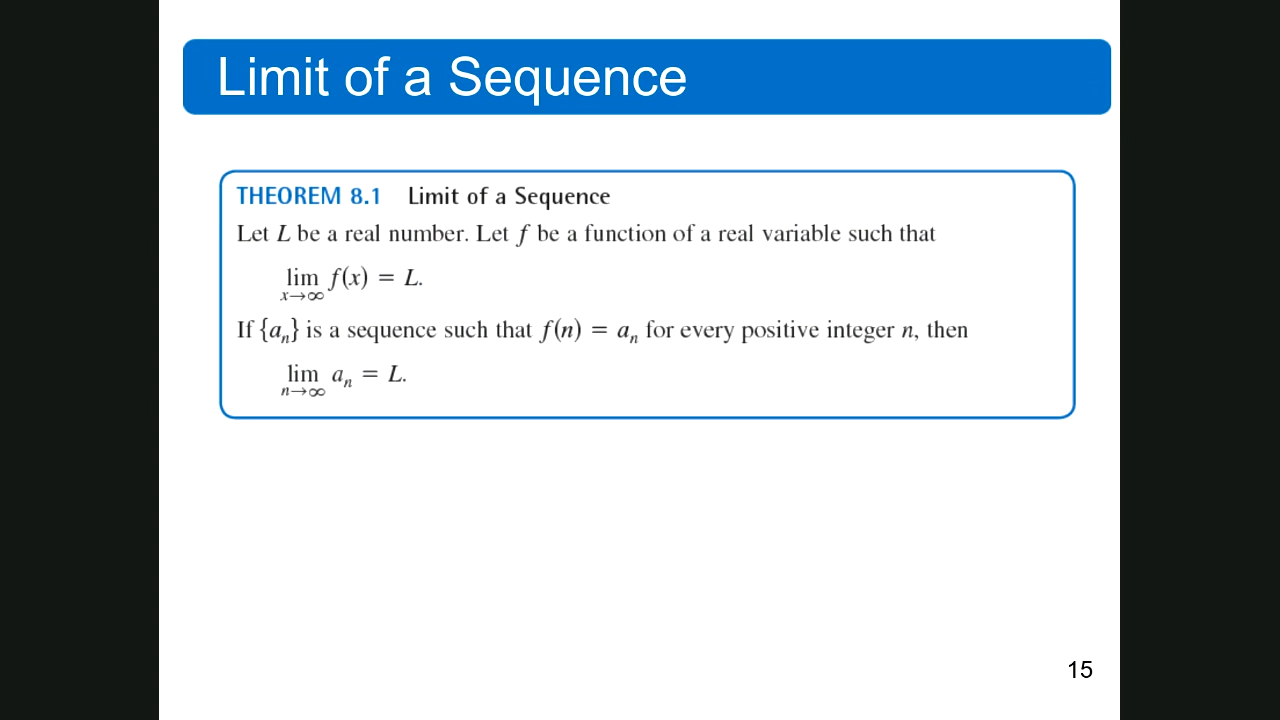 Limit of a Sequence
THEOREM 8.1 Limit of a Sequence
Let L be a real number. Let f be a function of a real variable such that
lim f(x) = L.
x→∞
If {aₙ} is a sequence such that f(n) = aₙ for every positive integer n, then
lim aₙ = L.
n→∞
15